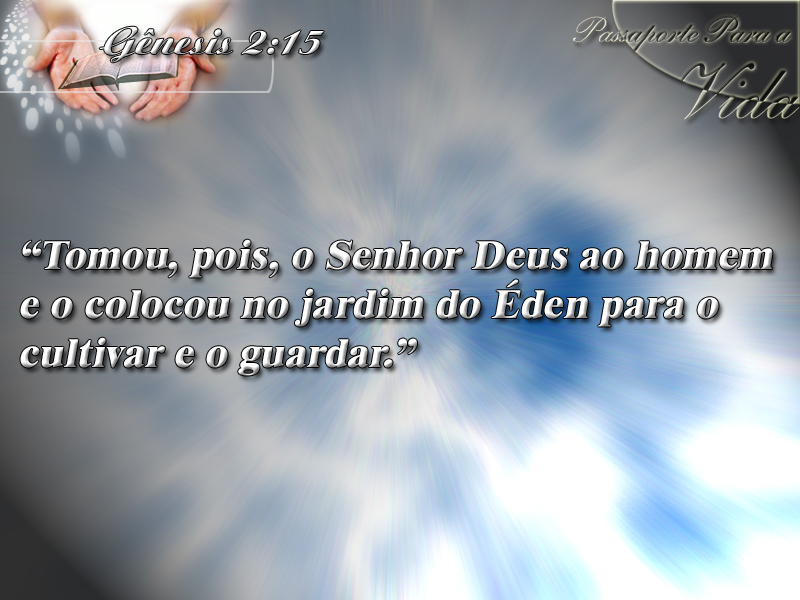 Gênesis 2:15
Passaporte Para a
Vida
“Tomou, pois, o Senhor Deus ao homem
e o colocou no jardim do Éden para o
cultivar e o guardar.”